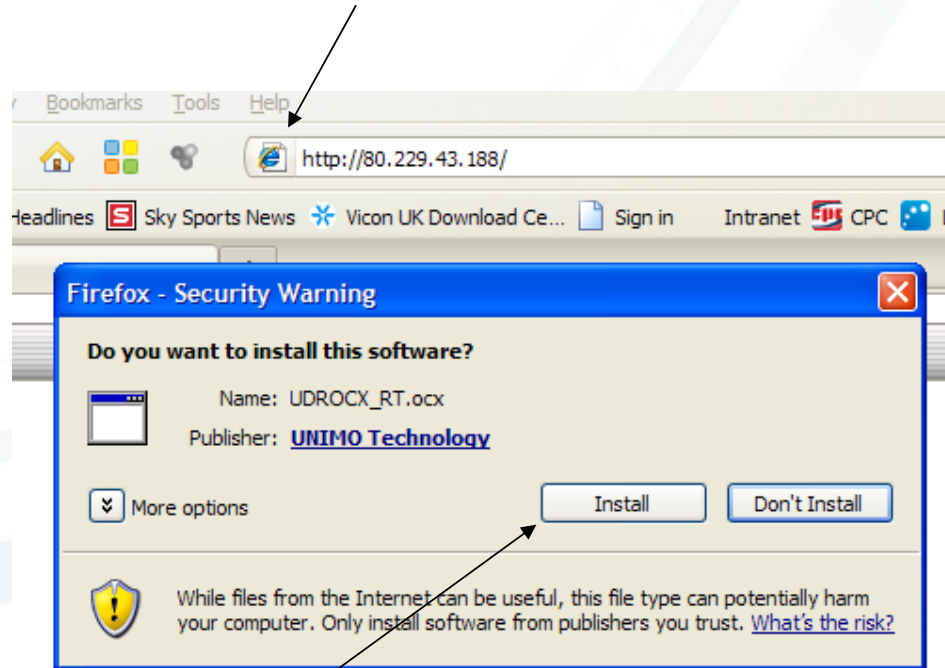 Bookmarks Tools Help
http://80.229.43.188/
Headlines Sky Sports News Vicon UK Download Ce... Sign in Intranet CPC
Firefox - Security Warning
Do you want to install this software?
Name: UDROCX_RT.ocx
Publisher: UNIMO Technology
More options
Install
Don't Install
While files from the Internet can be useful, this file type can potentially harm
your computer. Only install software from publishers you trust. What's the risk?